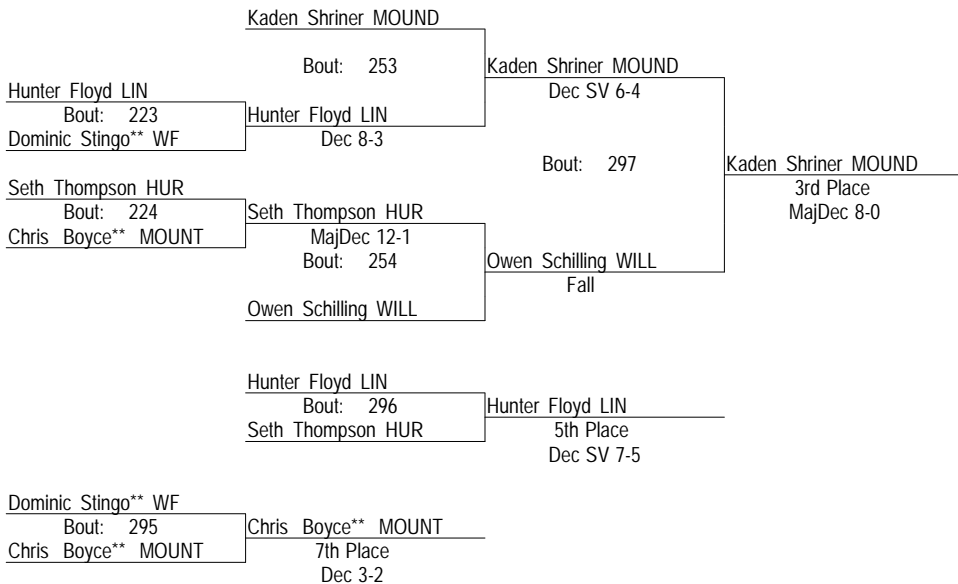 Kaden Shriner MOUND
Bout: 253
Kaden Shriner MOUND
Dec SV 6-4
Hunter Floyd LIN
Bout: 223
Dominic Stingo** WF
Hunter Floyd LIN
Dec 8-3
Bout: 297
Kaden Shriner MOUND
3rd Place
MajDec 8-0
Seth Thompson HUR
Bout: 224
Chris Boyce** MOUNT
Seth Thompson HUR
MajDec 12-1
Bout: 254
Owen Schilling WILL
Fall
Owen Schilling WILL
Hunter Floyd LIN
Bout: 296
Seth Thompson HUR
Hunter Floyd LIN
5th Place
Dec SV 7-5
Dominic Stingo** WF
Bout: 295
Chris Boyce** MOUNT
Chris Boyce** MOUNT
7th Place
Dec 3-2